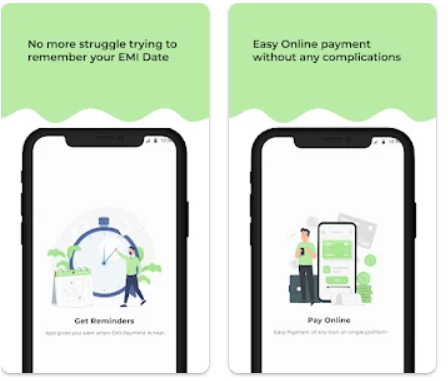 No more struggle trying to
remember your EMI Date
Get Reminders
App gives you alert when EMI Payment is near.
Easy Online payment
without any complications
Pay Online
Easy Payment of any loan on single platform